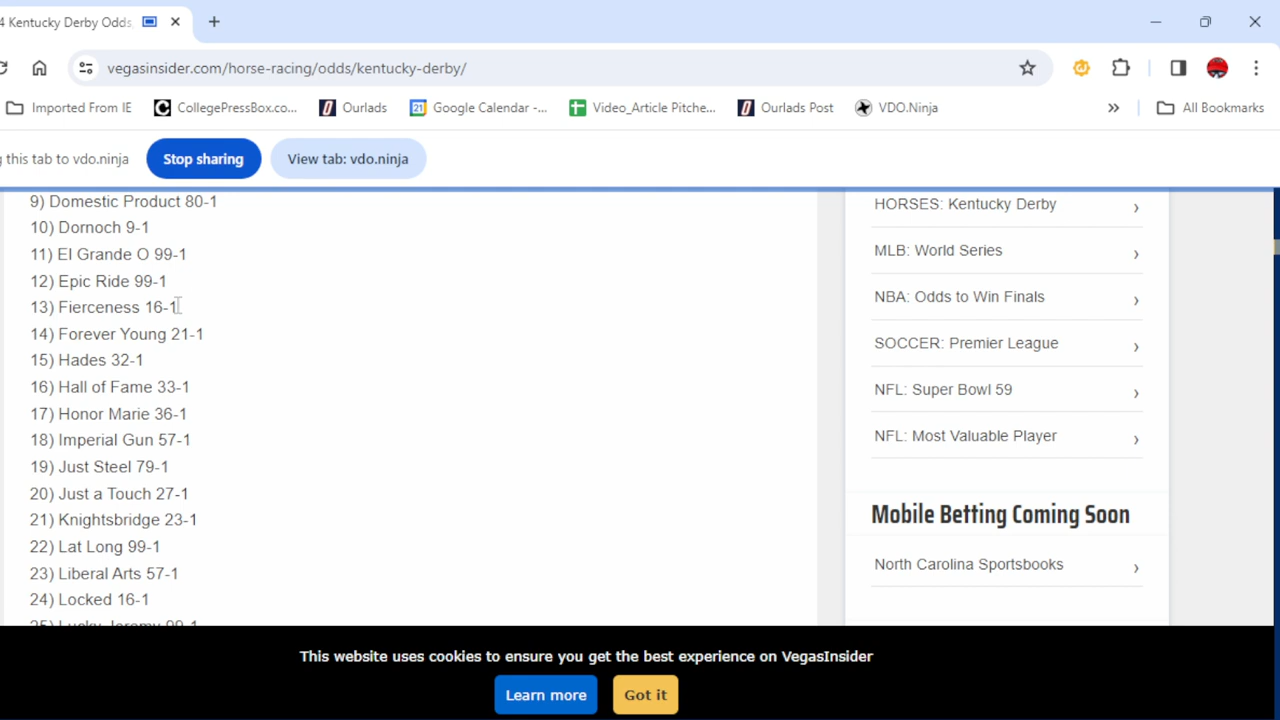 4 Kentucky Derby Odds
vegasinsider.com/horse-racing/odds/kentucky-derby/
Imported From IE
CollegePressBox.co...
Ourlads
Google Calendar -...
Video_Article Pitche...
Ourlads Post
VDO.Ninja
All Bookmarks
g this tab to vdo.ninja
Stop sharing
View tab: vdo.ninja
9) Domestic Product 80-1
10) Dornoch 9-1
11) El Grande O 99-1
12) Epic Ride 99-1
13) Fierceness 16-1
14) Forever Young 21-1
15) Hades 32-1
16) Hall of Fame 33-1
17) Honor Marie 36-1
18) Imperial Gun 57-1
19) Just Steel 79-1
20) Just a Touch 27-1
21) Knightsbridge 23-1
22) Lat Long 99-1
23) Liberal Arts 57-1
24) Locked 16-1
25) Lucky Jeremy 99-1
HORSES: Kentucky Derby
MLB: World Series
NBA: Odds to Win Finals
SOCCER: Premier League
NFL: Super Bowl 59
NFL: Most Valuable Player
Mobile Betting Coming Soon
North Carolina Sportsbooks
This website uses cookies to ensure you get the best experience on VegasInsider
Learn more
Got it